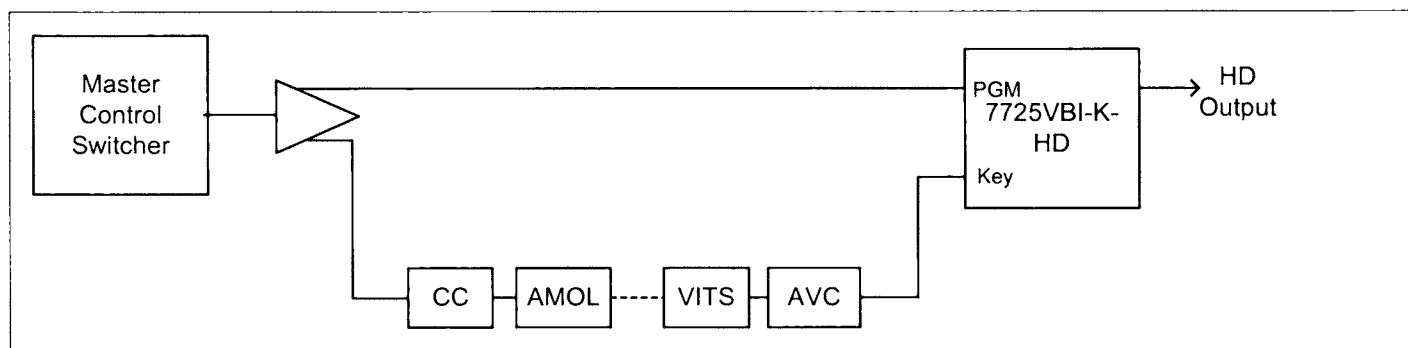 Master
Control
Switcher
PGM
7725VBI-K-
HD
Key
HD
Output
CC
AMOL
VITS
AVC